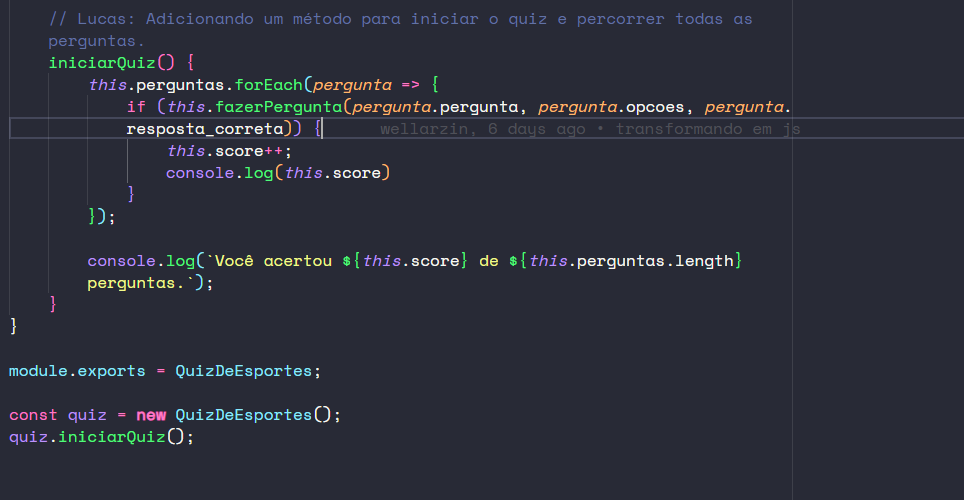 // Lucas: Adicionando um método para iniciar o quiz e percorrer todas as
perguntas.
iniciarQuiz() {
this.perguntas.forEach(pergunta => {
if (this.fazerPergunta(pergunta.pergunta, pergunta.opcoes, pergunta.
resposta_correta)) { wellarzin, 6 days ago • transformando em js
this.score++;
console.log(this.score)
}
});
console.log(`Você acertou ${this.score} de ${this.perguntas.length}
perguntas.`);
}
}
module.exports = QuizDeEsportes;
const quiz = new QuizDeEsportes();
quiz.iniciarQuiz();